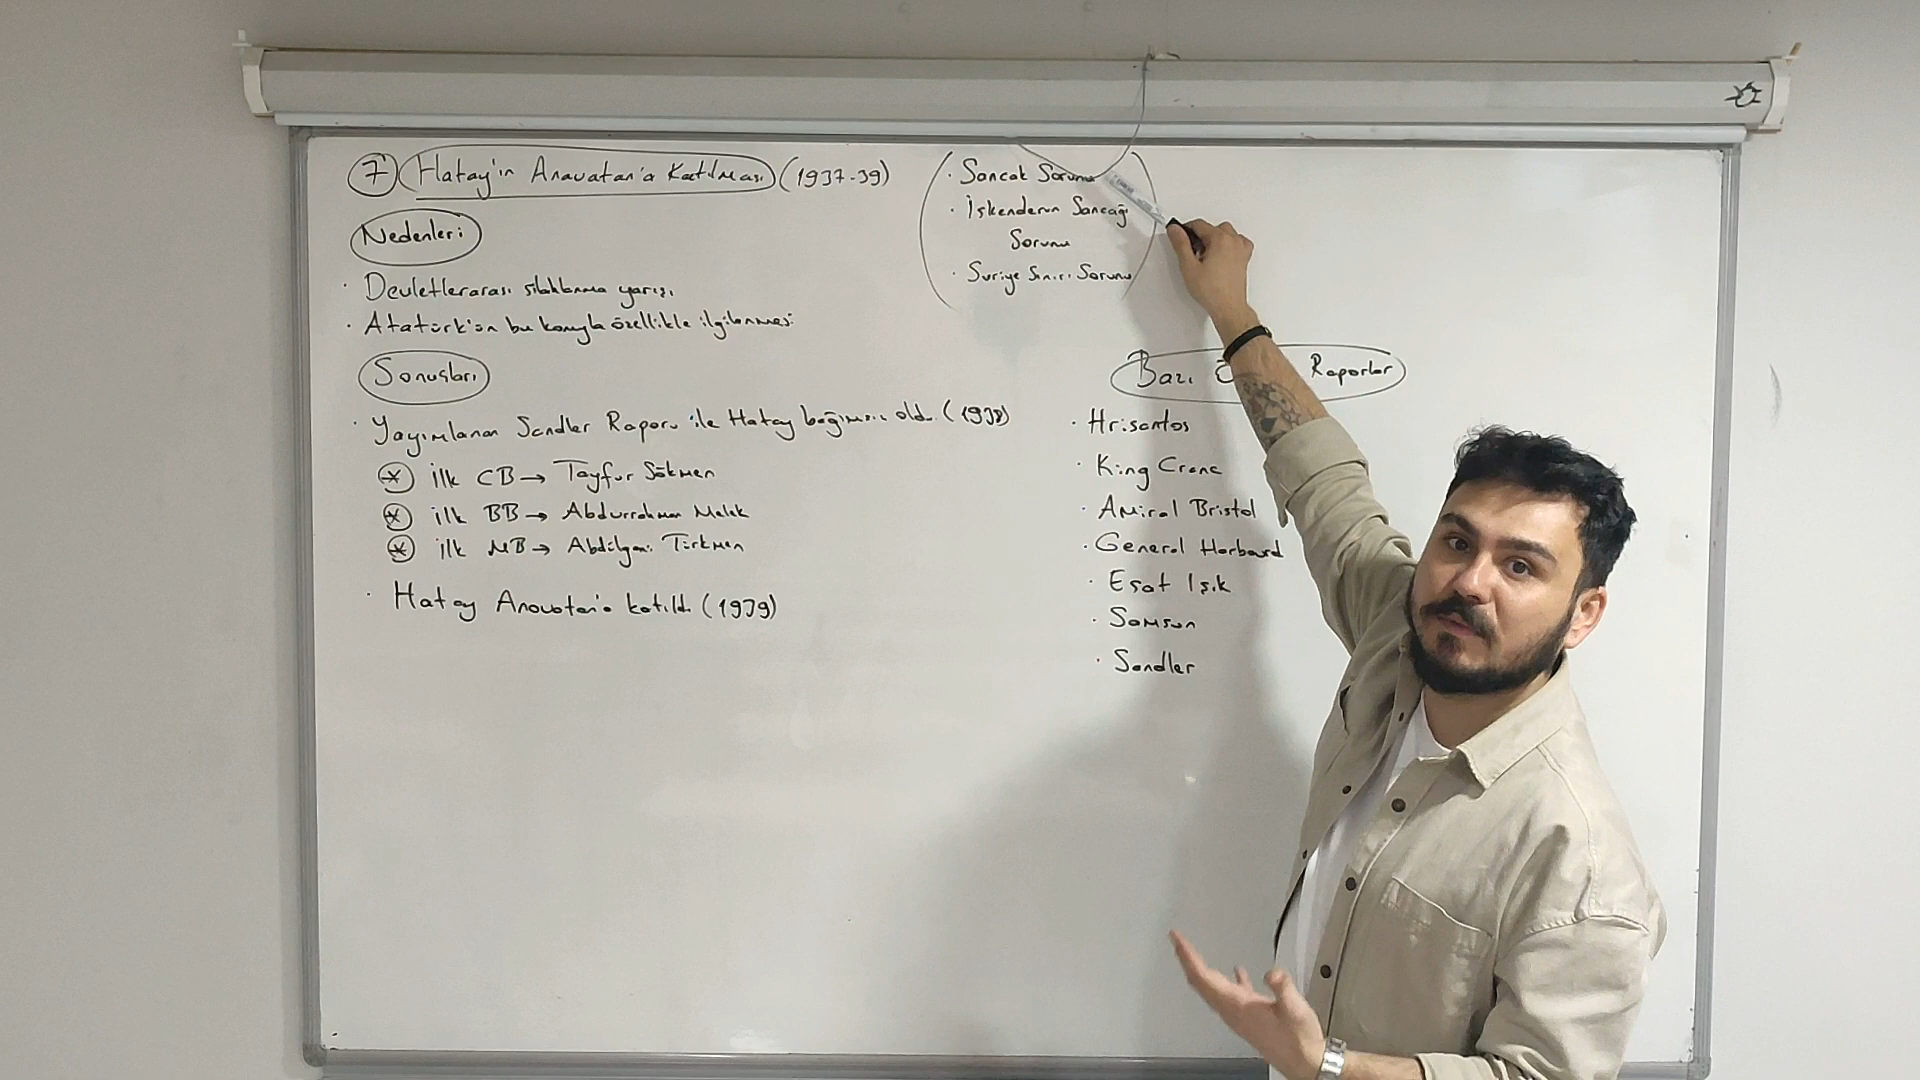 7 Hatay'ın Anavatan'a Katılması (1937-39)
Nedenleri
· Devletlerarası silahlanma yarışı
· Atatürk'ün bu konuyla özellikle ilgilenmesi
Sonuçları
· Yayımlanan Sandler Raporu ile Hatay bağımsız oldu. (1938)
* ilk CB → Tayfur Sökmen
* ilk BB → Abdurrahman Melek
* ilk MB → Abdülgani Türkmen
· Hatay Anavatan'a katıldı (1939)
· Sancak Sorunu
· İskenderun Sancağı
Sorunu
· Suriye Sınırı Sorunu
Bazı Raporlar
· Hrisantos
· King Crane
· Amiral Bristol
· General Harbourd
· Esat Işık
· Samsun
· Sandler